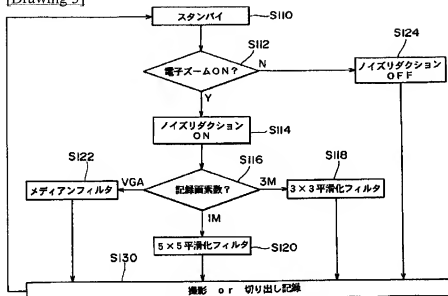 [Drawing 5]
スタンバイ
S110
S112
電子ズームON?
N
S124
ノイズリダクション
OFF
Y
ノイズリダクション
ON
S114
S116
S122
VGA
記録画素数?
3M
S118
メディアンフィルタ
3×3平滑化フィルタ
1M
5×5平滑化フィルタ
S120
S130
撮影 or 切り出し記録